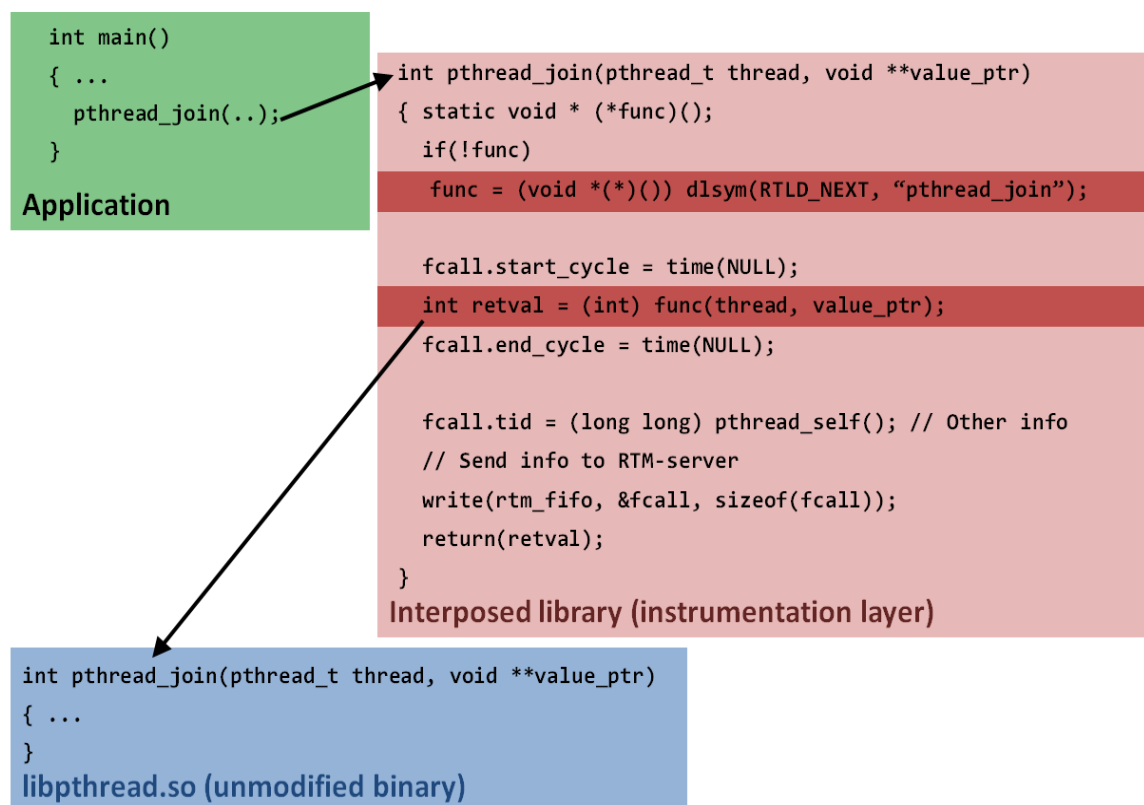 int main()
{ ...
pthread_join(..);
}
Application
int pthread_join(pthread_t thread, void **value_ptr)
{ static void * (*func)();
if(!func)
func = (void *(*)()) dlsym(RTLD_NEXT, “pthread_join”);
fcall.start_cycle = time(NULL);
int retval = (int) func(thread, value_ptr);
fcall.end_cycle = time(NULL);
fcall.tid = (long long) pthread_self(); // Other info
// Send info to RTM-server
write(rtm_fifo, &fcall, sizeof(fcall));
return(retval);
}
Interposed library (instrumentation layer)
int pthread_join(pthread_t thread, void **value_ptr)
{ ...
}
libpthread.so (unmodified binary)